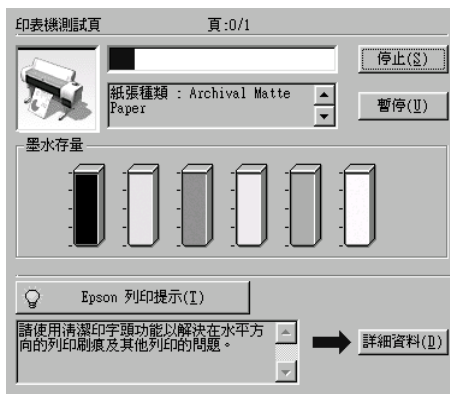 印表機測試頁 頁:0/1
停止(S)
紙張種類 : Archival Matte
Paper
暫停(U)
墨水存量
Epson 列印提示(T)
請使用清潔印字頭功能以解決在水平方
向的列印刷痕及其他列印的問題。
詳細資料(D)